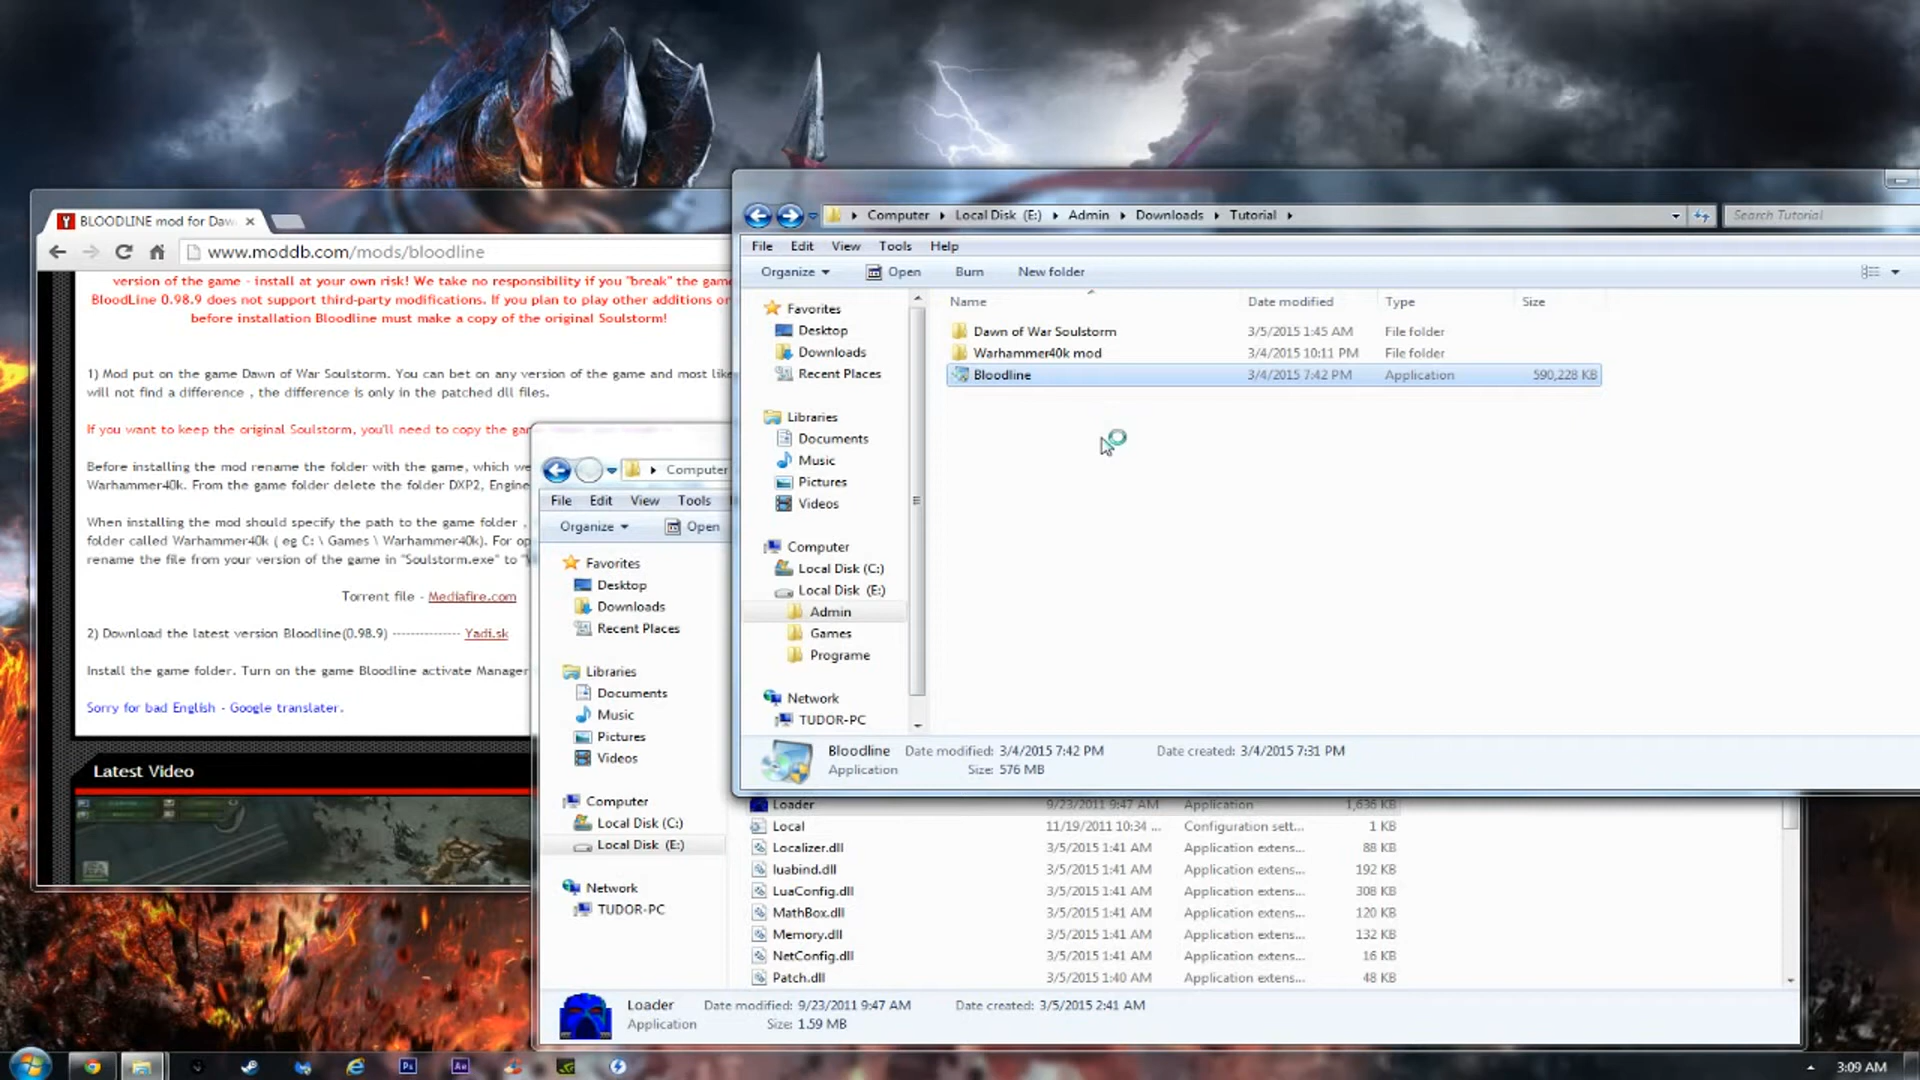 BLOODLINE mod for Daw
www.moddb.com/mods/bloodline
version of the game - install at your own risk! We take no responsibility if you "break" the game
BloodLine 0.98.9 does not support third-party modifications. If you plan to play other additions or
before installation Bloodline must make a copy of the original Soulstorm!
1) Mod put on the game Dawn of War Soulstorm. You can bet on any version of the game and most like
will not find a difference , the difference is only in the patched dll files.
If you want to keep the original Soulstorm, you'll need to copy the gar
Before installing the mod rename the folder with the game, which we
Warhammer40k. From the game folder delete the folder DXP2, Engine
When installing the mod should specify the path to the game folder ,
folder called Warhammer40k ( eg C: \ Games \ Warhammer40k). For op
rename the file from your version of the game in "Soulstorm.exe" to "
Torrent file - Mediafire.com
2) Download the latest version Bloodline(0.98.9) -------------- Yadi.sk
Install the game folder. Turn on the game Bloodline activate Manager
Sorry for bad English - Google translater.
Latest Video
Computer Local Disk (E:) Admin Downloads Tutorial
Search Tutorial
File Edit View Tools Help
Organize Open Burn New folder
Name Date modified Type Size
Favorites
Desktop
Downloads
Recent Places
Libraries
Documents
Music
Pictures
Videos
Computer
Local Disk (C:)
Local Disk (E:)
Admin
Games
Programe
Network
TUDOR-PC
Dawn of War Soulstorm 3/5/2015 1:45 AM File folder
Warhammer40k mod 3/4/2015 10:11 PM File folder
Bloodline 3/4/2015 7:42 PM Application 590,228 KB
Bloodline Date modified: 3/4/2015 7:42 PM Date created: 3/4/2015 7:31 PM
Application Size: 576 MB
Computer
File Edit View Tools
Organize Open
Favorites
Desktop
Downloads
Recent Places
Libraries
Documents
Music
Pictures
Videos
Computer
Local Disk (C:)
Local Disk (E:)
Network
TUDOR-PC
Loader 9/23/2011 9:47 AM Application 1,636 KB
Local 11/19/2011 10:34 ... Configuration sett... 1 KB
Localizer.dll 3/5/2015 1:41 AM Application extens... 88 KB
luabind.dll 3/5/2015 1:41 AM Application extens... 192 KB
LuaConfig.dll 3/5/2015 1:41 AM Application extens... 308 KB
MathBox.dll 3/5/2015 1:41 AM Application extens... 120 KB
Memory.dll 3/5/2015 1:41 AM Application extens... 132 KB
NetConfig.dll 3/5/2015 1:41 AM Application extens... 16 KB
Patch.dll 3/5/2015 1:40 AM Application extens... 48 KB
Loader Date modified: 9/23/2011 9:47 AM Date created: 3/5/2015 2:41 AM
Application Size: 1.59 MB
Ps
Ae
3:09 AM